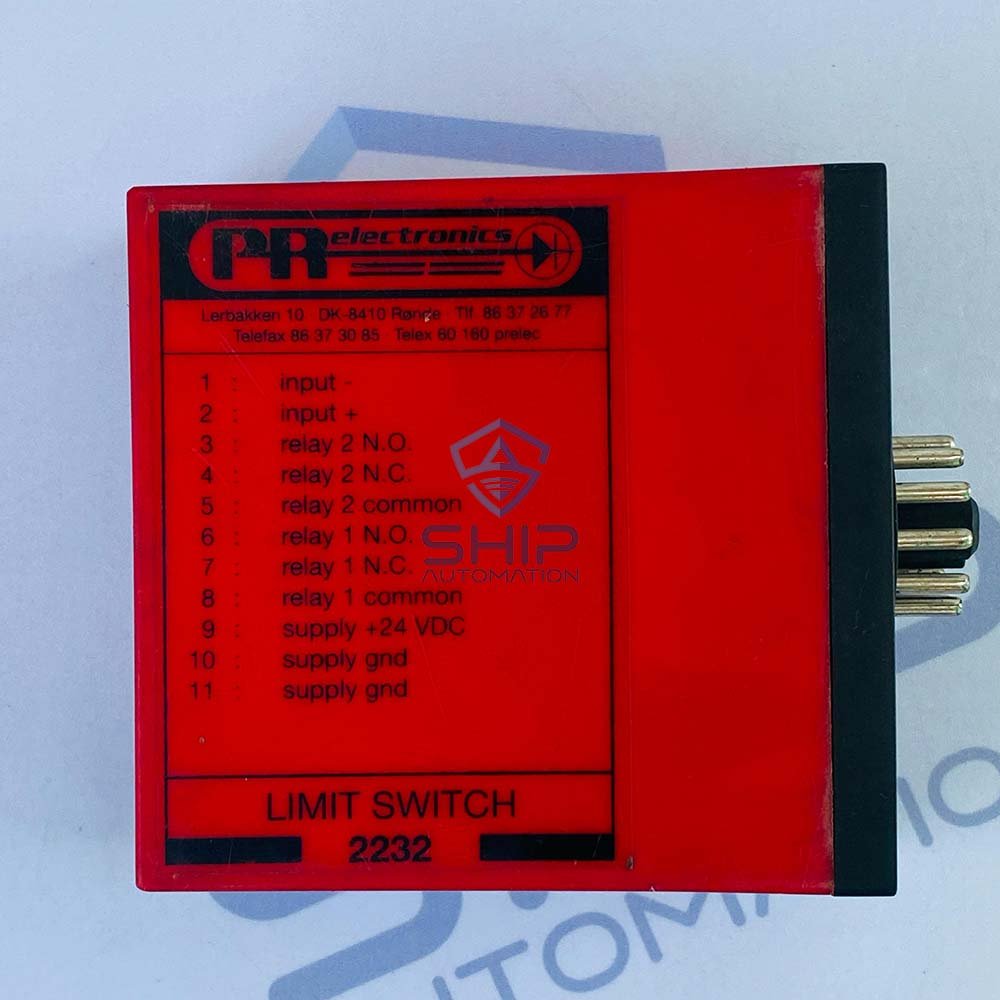 PR electronics
Lerbakken 10 · DK-8410 Rønde · Tlf. 86 37 26 77
Telefax 86 37 30 85 · Telex 60 160 prelec
1 : input -
2 : input +
3 : relay 2 N.O.
4 : relay 2 N.C.
5 : relay 2 common
6 : relay 1 N.O.
7 : relay 1 N.C.
8 : relay 1 common
9 : supply +24 VDC
10 : supply gnd
11 : supply gnd
SHIP
AUTOMATION
LIMIT SWITCH
2232